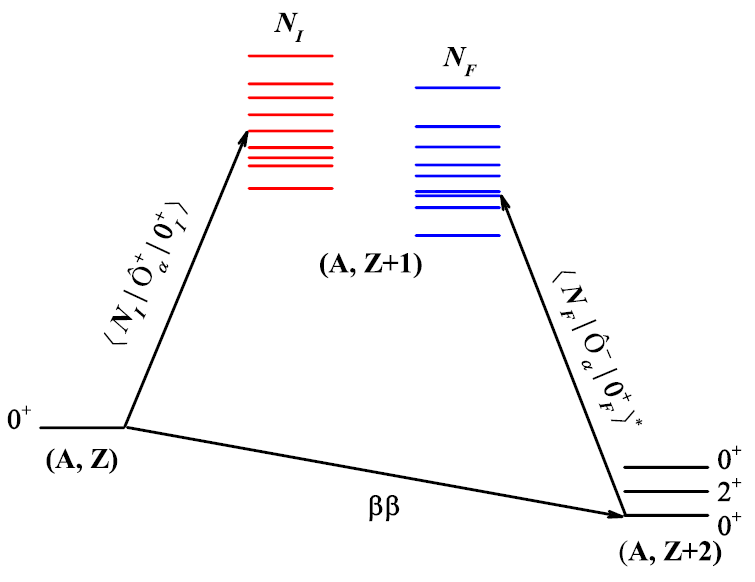 N_I
N_F
(A, Z+1)
⟨N_I|Ô_α^+|0_I^+⟩
⟨N_F|Ô_α^-|0_F^+⟩^*
0^+
(A, Z)
ββ
0^+
2^+
0^+
(A, Z+2)